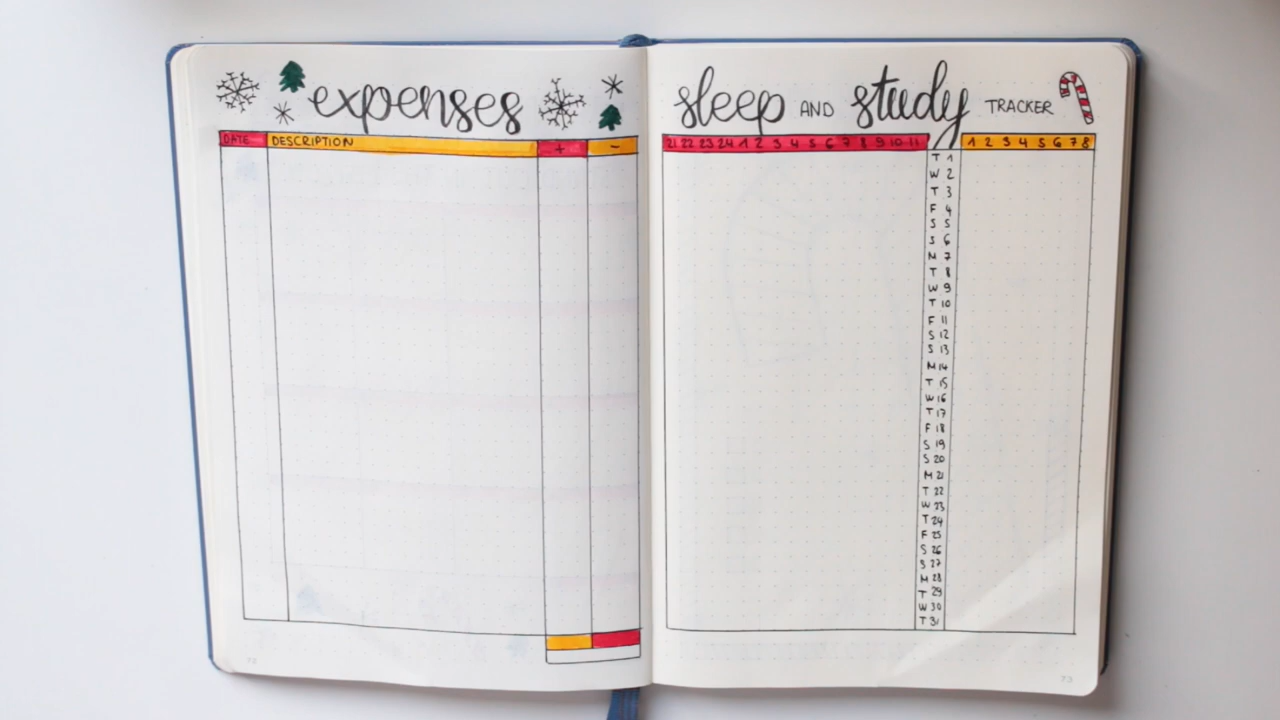 expenses
DATE DESCRIPTION + -
sleep AND study TRACKER
21 22 23 24 1 2 3 4 5 6 7 8 9 10 11
1 2 3 4 5 6 7 8
T 1
W 2
T 3
F 4
S 5
S 6
M 7
T 8
W 9
T 10
F 11
S 12
S 13
M 14
T 15
W 16
T 17
F 18
S 19
S 20
M 21
T 22
W 23
T 24
F 25
S 26
S 27
M 28
T 29
W 30
T 31
72
73